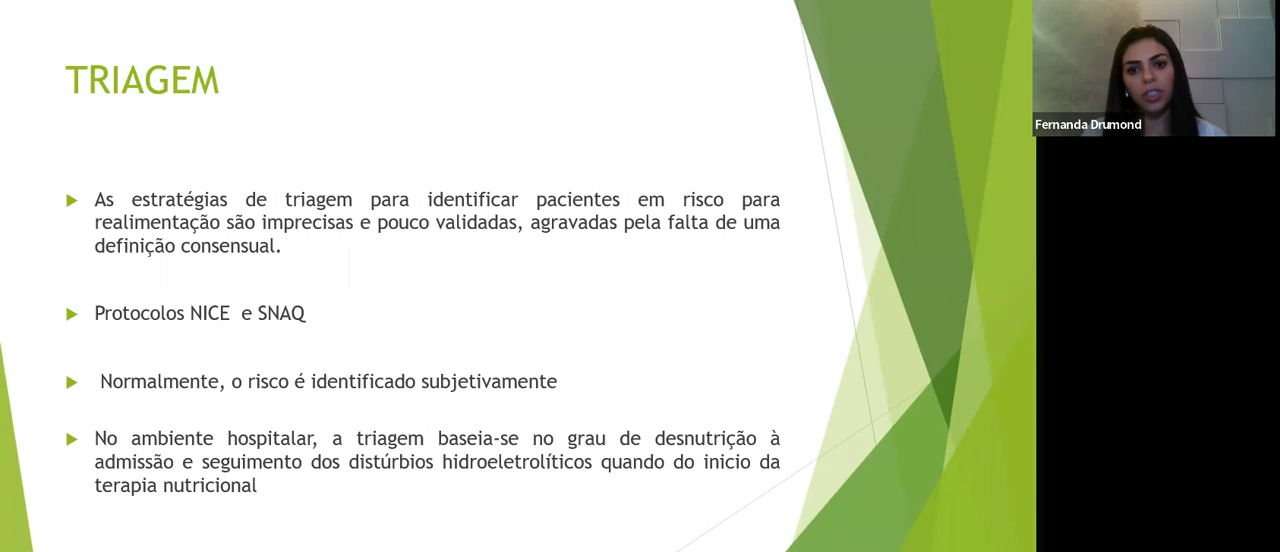 TRIAGEM
As estratégias de triagem para identificar pacientes em risco para
realimentação são imprecisas e pouco validadas, agravadas pela falta de uma
definição consensual.
Protocolos NICE e SNAQ
Normalmente, o risco é identificado subjetivamente
No ambiente hospitalar, a triagem baseia-se no grau de desnutrição à
admissão e seguimento dos distúrbios hidroeletrolíticos quando do inicio da
terapia nutricional
Fernanda Drumond